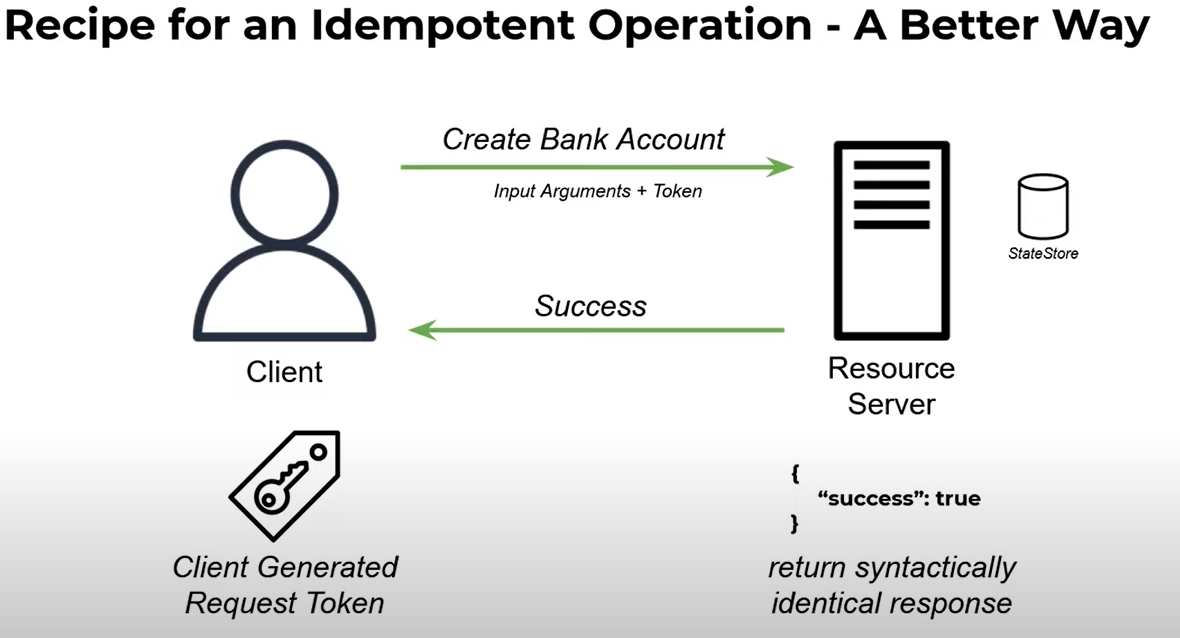 Recipe for an Idempotent Operation - A Better Way
Create Bank Account
Input Arguments + Token
StateStore
Success
Client
Resource
Server
{
“success”: true
}
Client Generated
Request Token
return syntactically
identical response